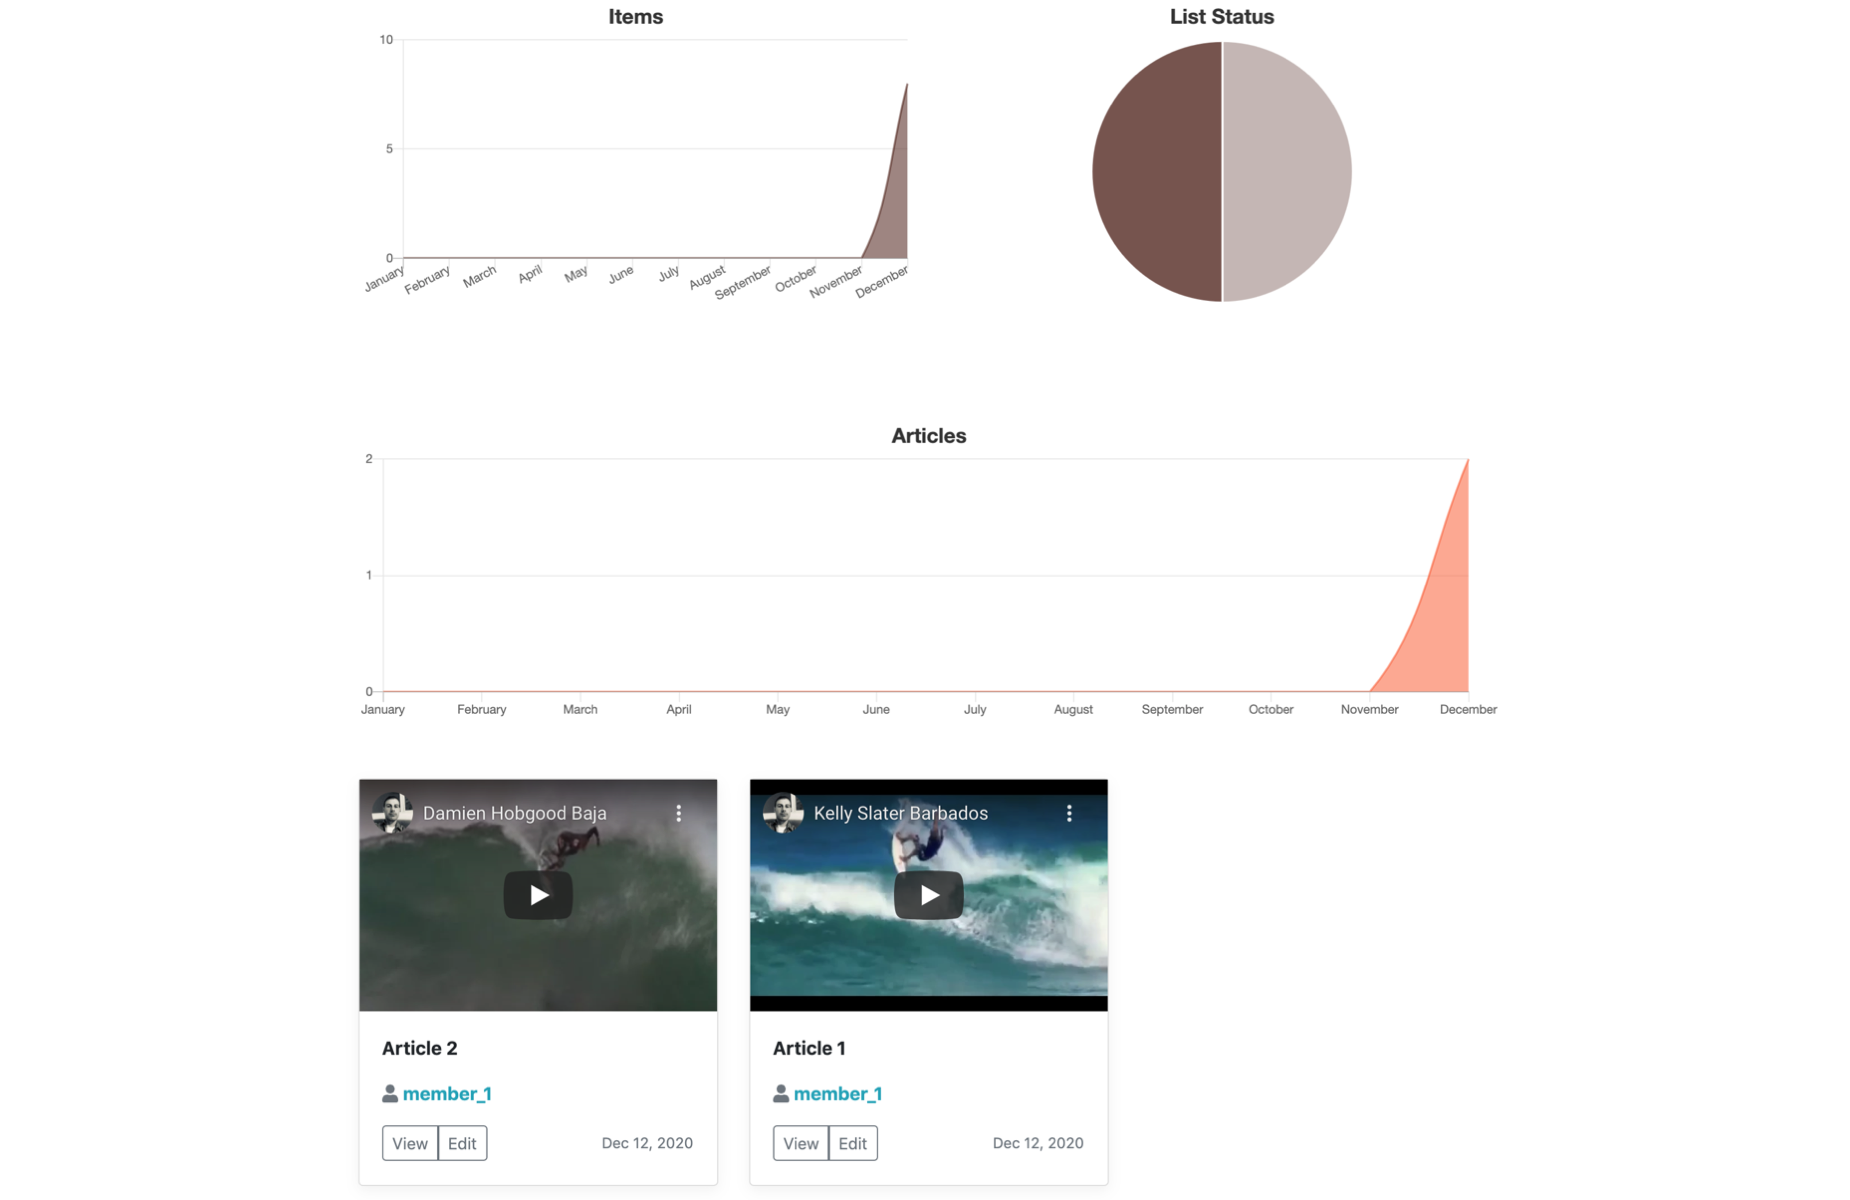 Items
List Status
10
5
0
January
February
March
April
May
June
July
August
September
October
November
December
Articles
2
1
0
January
February
March
April
May
June
July
August
September
October
November
December
Damien Hobgood Baja
Kelly Slater Barbados
Article 2
Article 1
member_1
member_1
View Edit Dec 12, 2020
View Edit Dec 12, 2020